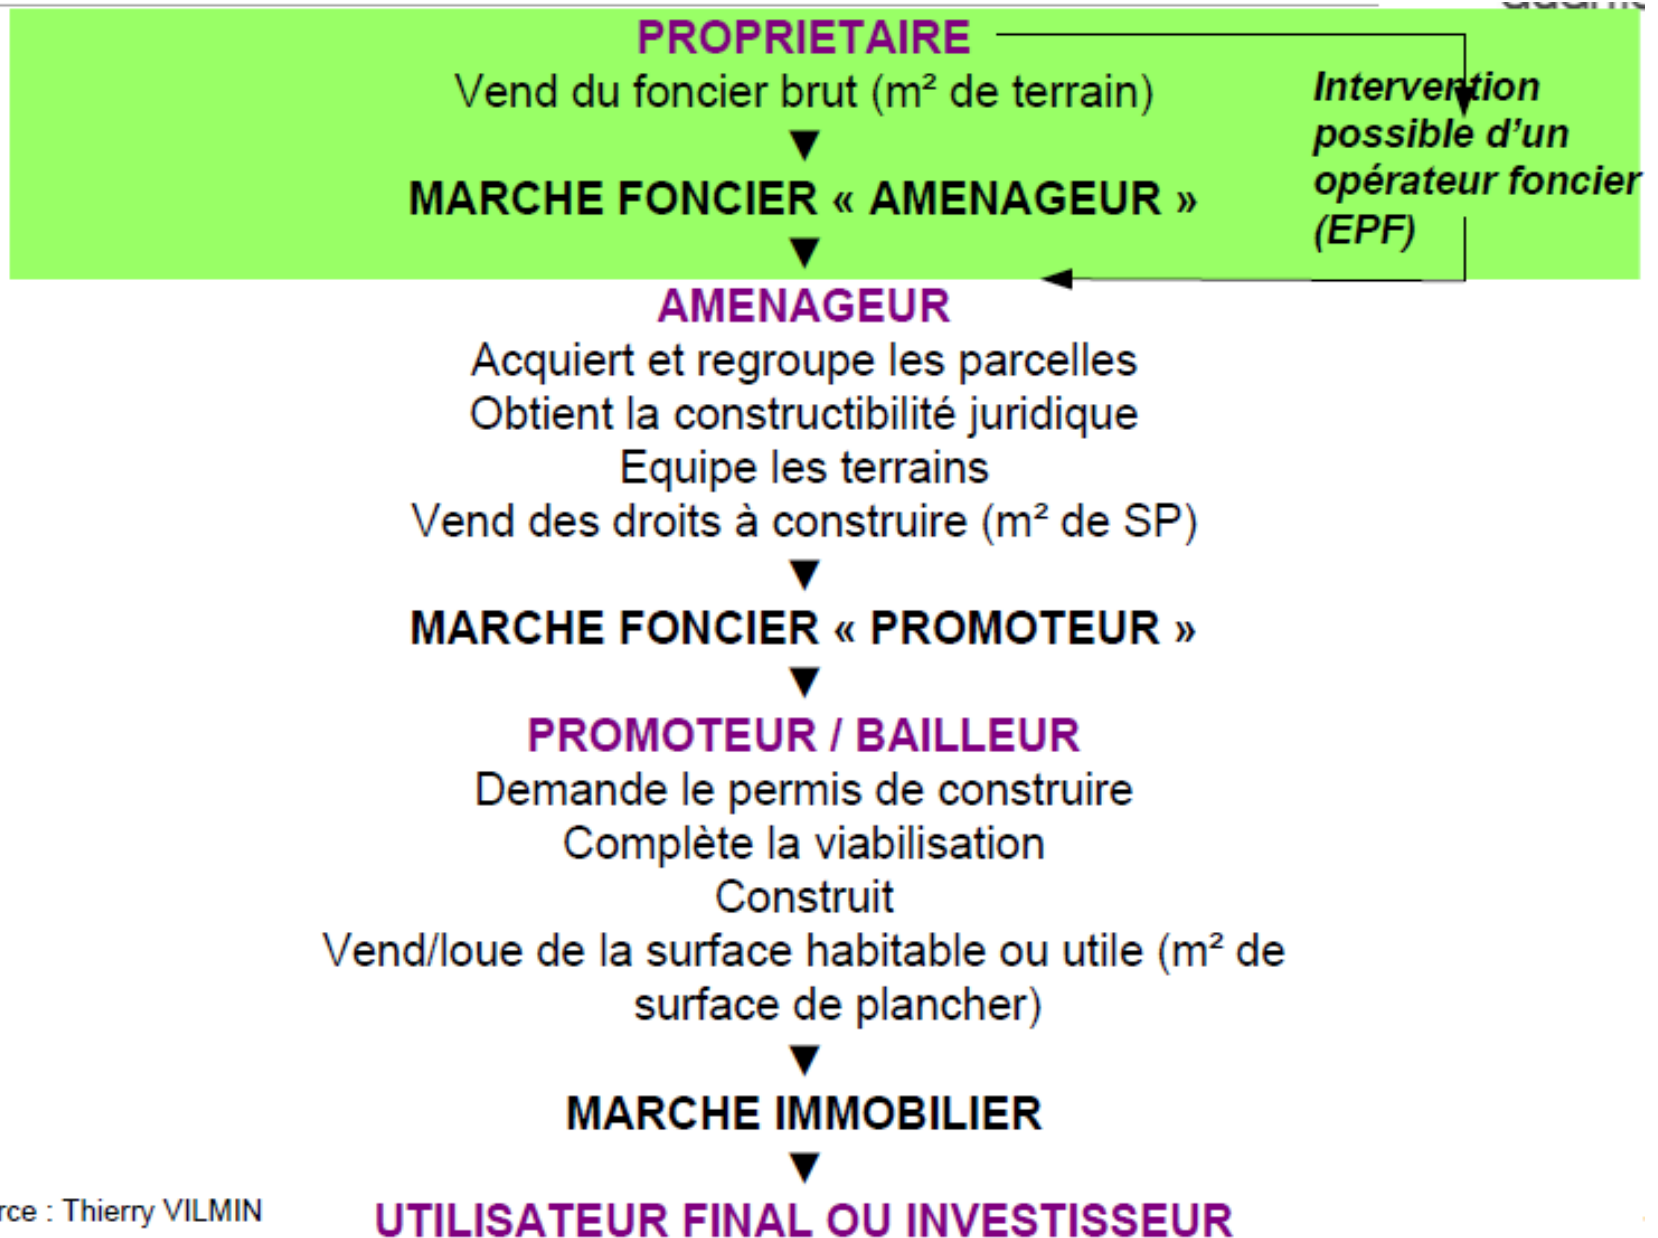 PROPRIETAIRE
Vend du foncier brut (m² de terrain)
Intervention
possible d’un
opérateur foncier
(EPF)
MARCHE FONCIER « AMENAGEUR »
AMENAGEUR
Acquiert et regroupe les parcelles
Obtient la constructibilité juridique
Equipe les terrains
Vend des droits à construire (m² de SP)
MARCHE FONCIER « PROMOTEUR »
PROMOTEUR / BAILLEUR
Demande le permis de construire
Complète la viabilisation
Construit
Vend/loue de la surface habitable ou utile (m² de
surface de plancher)
MARCHE IMMOBILIER
UTILISATEUR FINAL OU INVESTISSEUR
rce : Thierry VILMIN